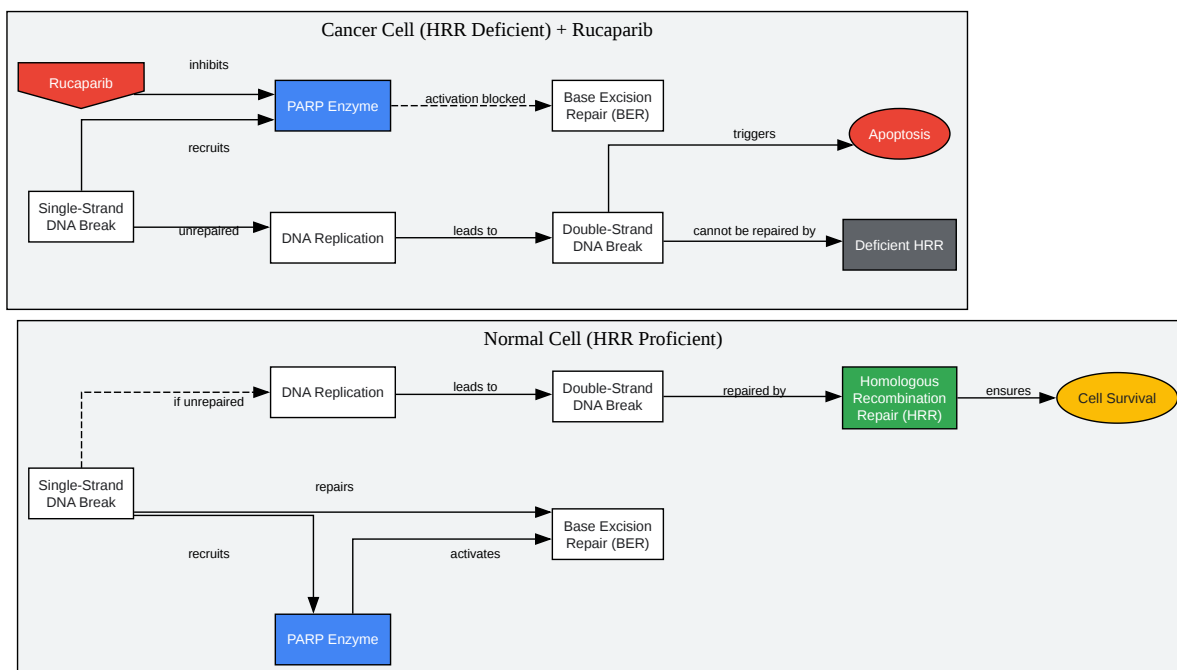 Cancer Cell (HRR Deficient) + Rucaparib
Rucaparib
inhibits
PARP Enzyme
activation blocked
Base Excision
Repair (BER)
recruits
triggers
Apoptosis
Single-Strand
DNA Break
unrepaired
DNA Replication
leads to
Double-Strand
DNA Break
cannot be repaired by
Deficient HRR
Normal Cell (HRR Proficient)
if unrepaired
DNA Replication
leads to
Double-Strand
DNA Break
repaired by
Homologous
Recombination
Repair (HRR)
ensures
Cell Survival
Single-Strand
DNA Break
repairs
Base Excision
Repair (BER)
recruits
activates
PARP Enzyme